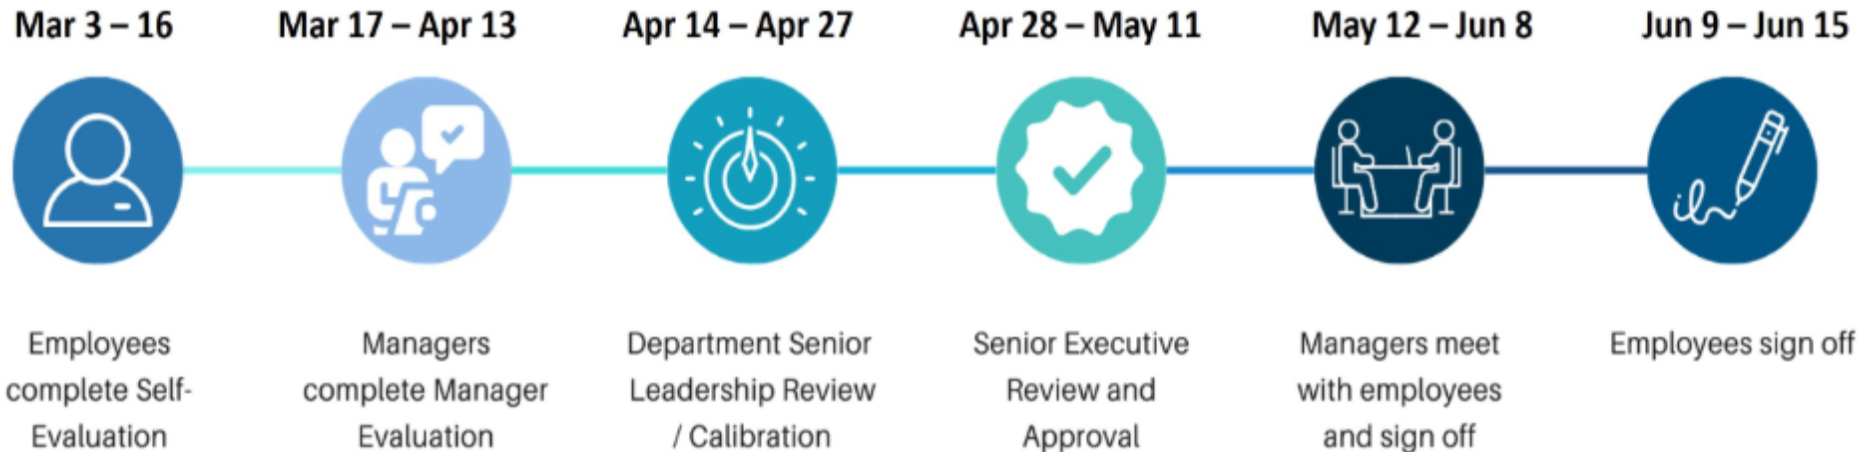 Mar 3 – 16
Mar 17 – Apr 13
Apr 14 – Apr 27
Apr 28 – May 11
May 12 – Jun 8
Jun 9 – Jun 15
Employees
complete Self-
Evaluation
Managers
complete Manager
Evaluation
Department Senior
Leadership Review
/ Calibration
Senior Executive
Review and
Approval
Managers meet
with employees
and sign off
Employees sign off